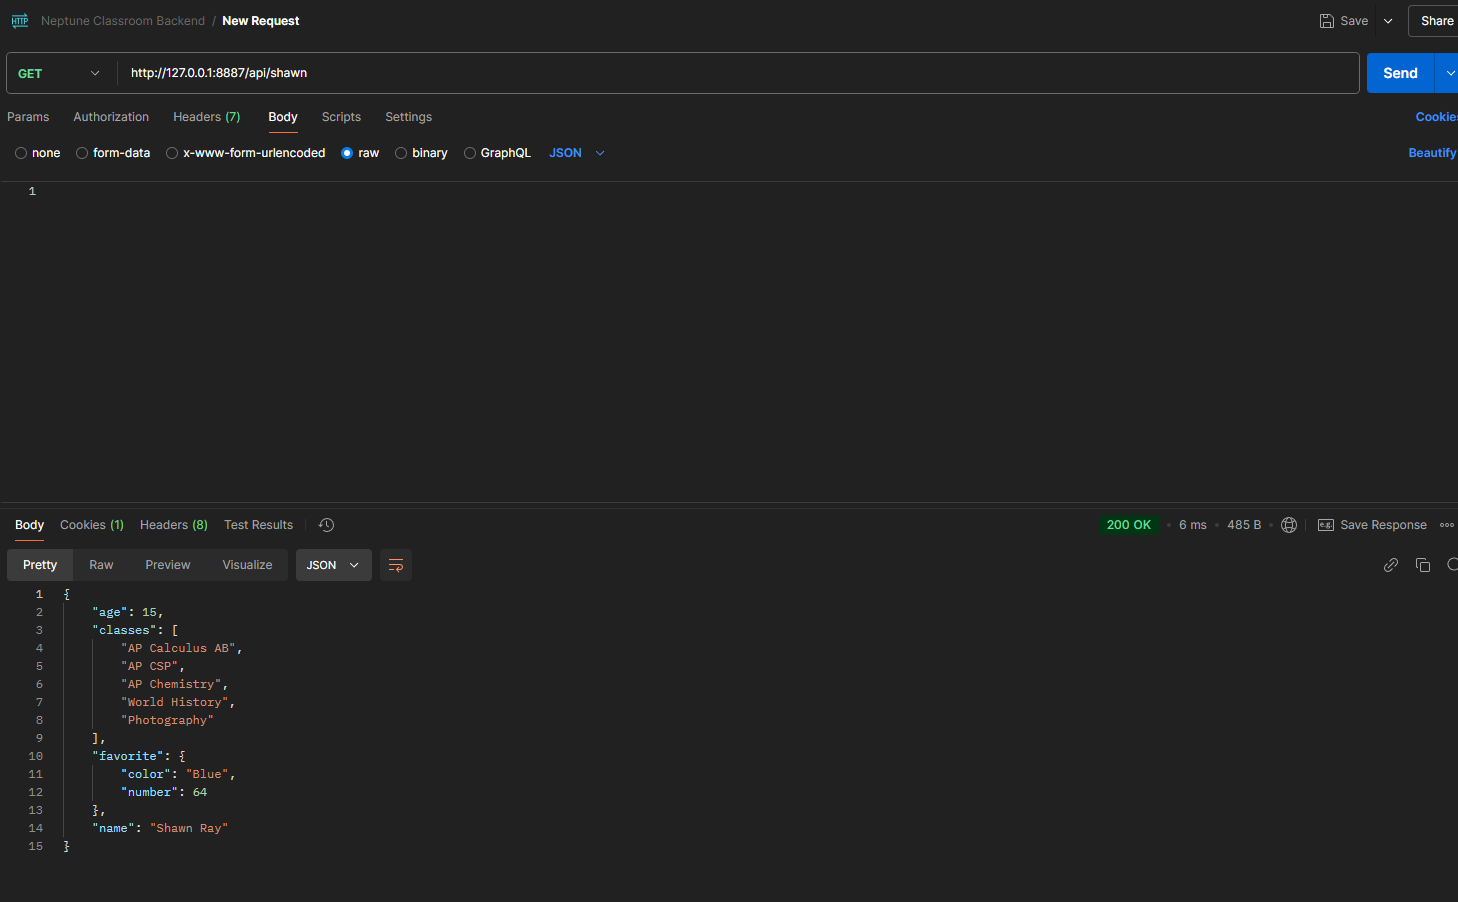 HTTP Neptune Classroom Backend / New Request Save Share
GET http://127.0.0.1:8887/api/shawn Send
Params Authorization Headers (7) Body Scripts Settings Cookies
none form-data x-www-form-urlencoded raw binary GraphQL JSON Beautify
1
Body Cookies (1) Headers (8) Test Results 200 OK • 6 ms • 485 B • e.g. Save Response
Pretty Raw Preview Visualize JSON
1 {
2 "age": 15,
3 "classes": [
4 "AP Calculus AB",
5 "AP CSP",
6 "AP Chemistry",
7 "World History",
8 "Photography"
9 ],
10 "favorite": {
11 "color": "Blue",
12 "number": 64
13 },
14 "name": "Shawn Ray"
15 }